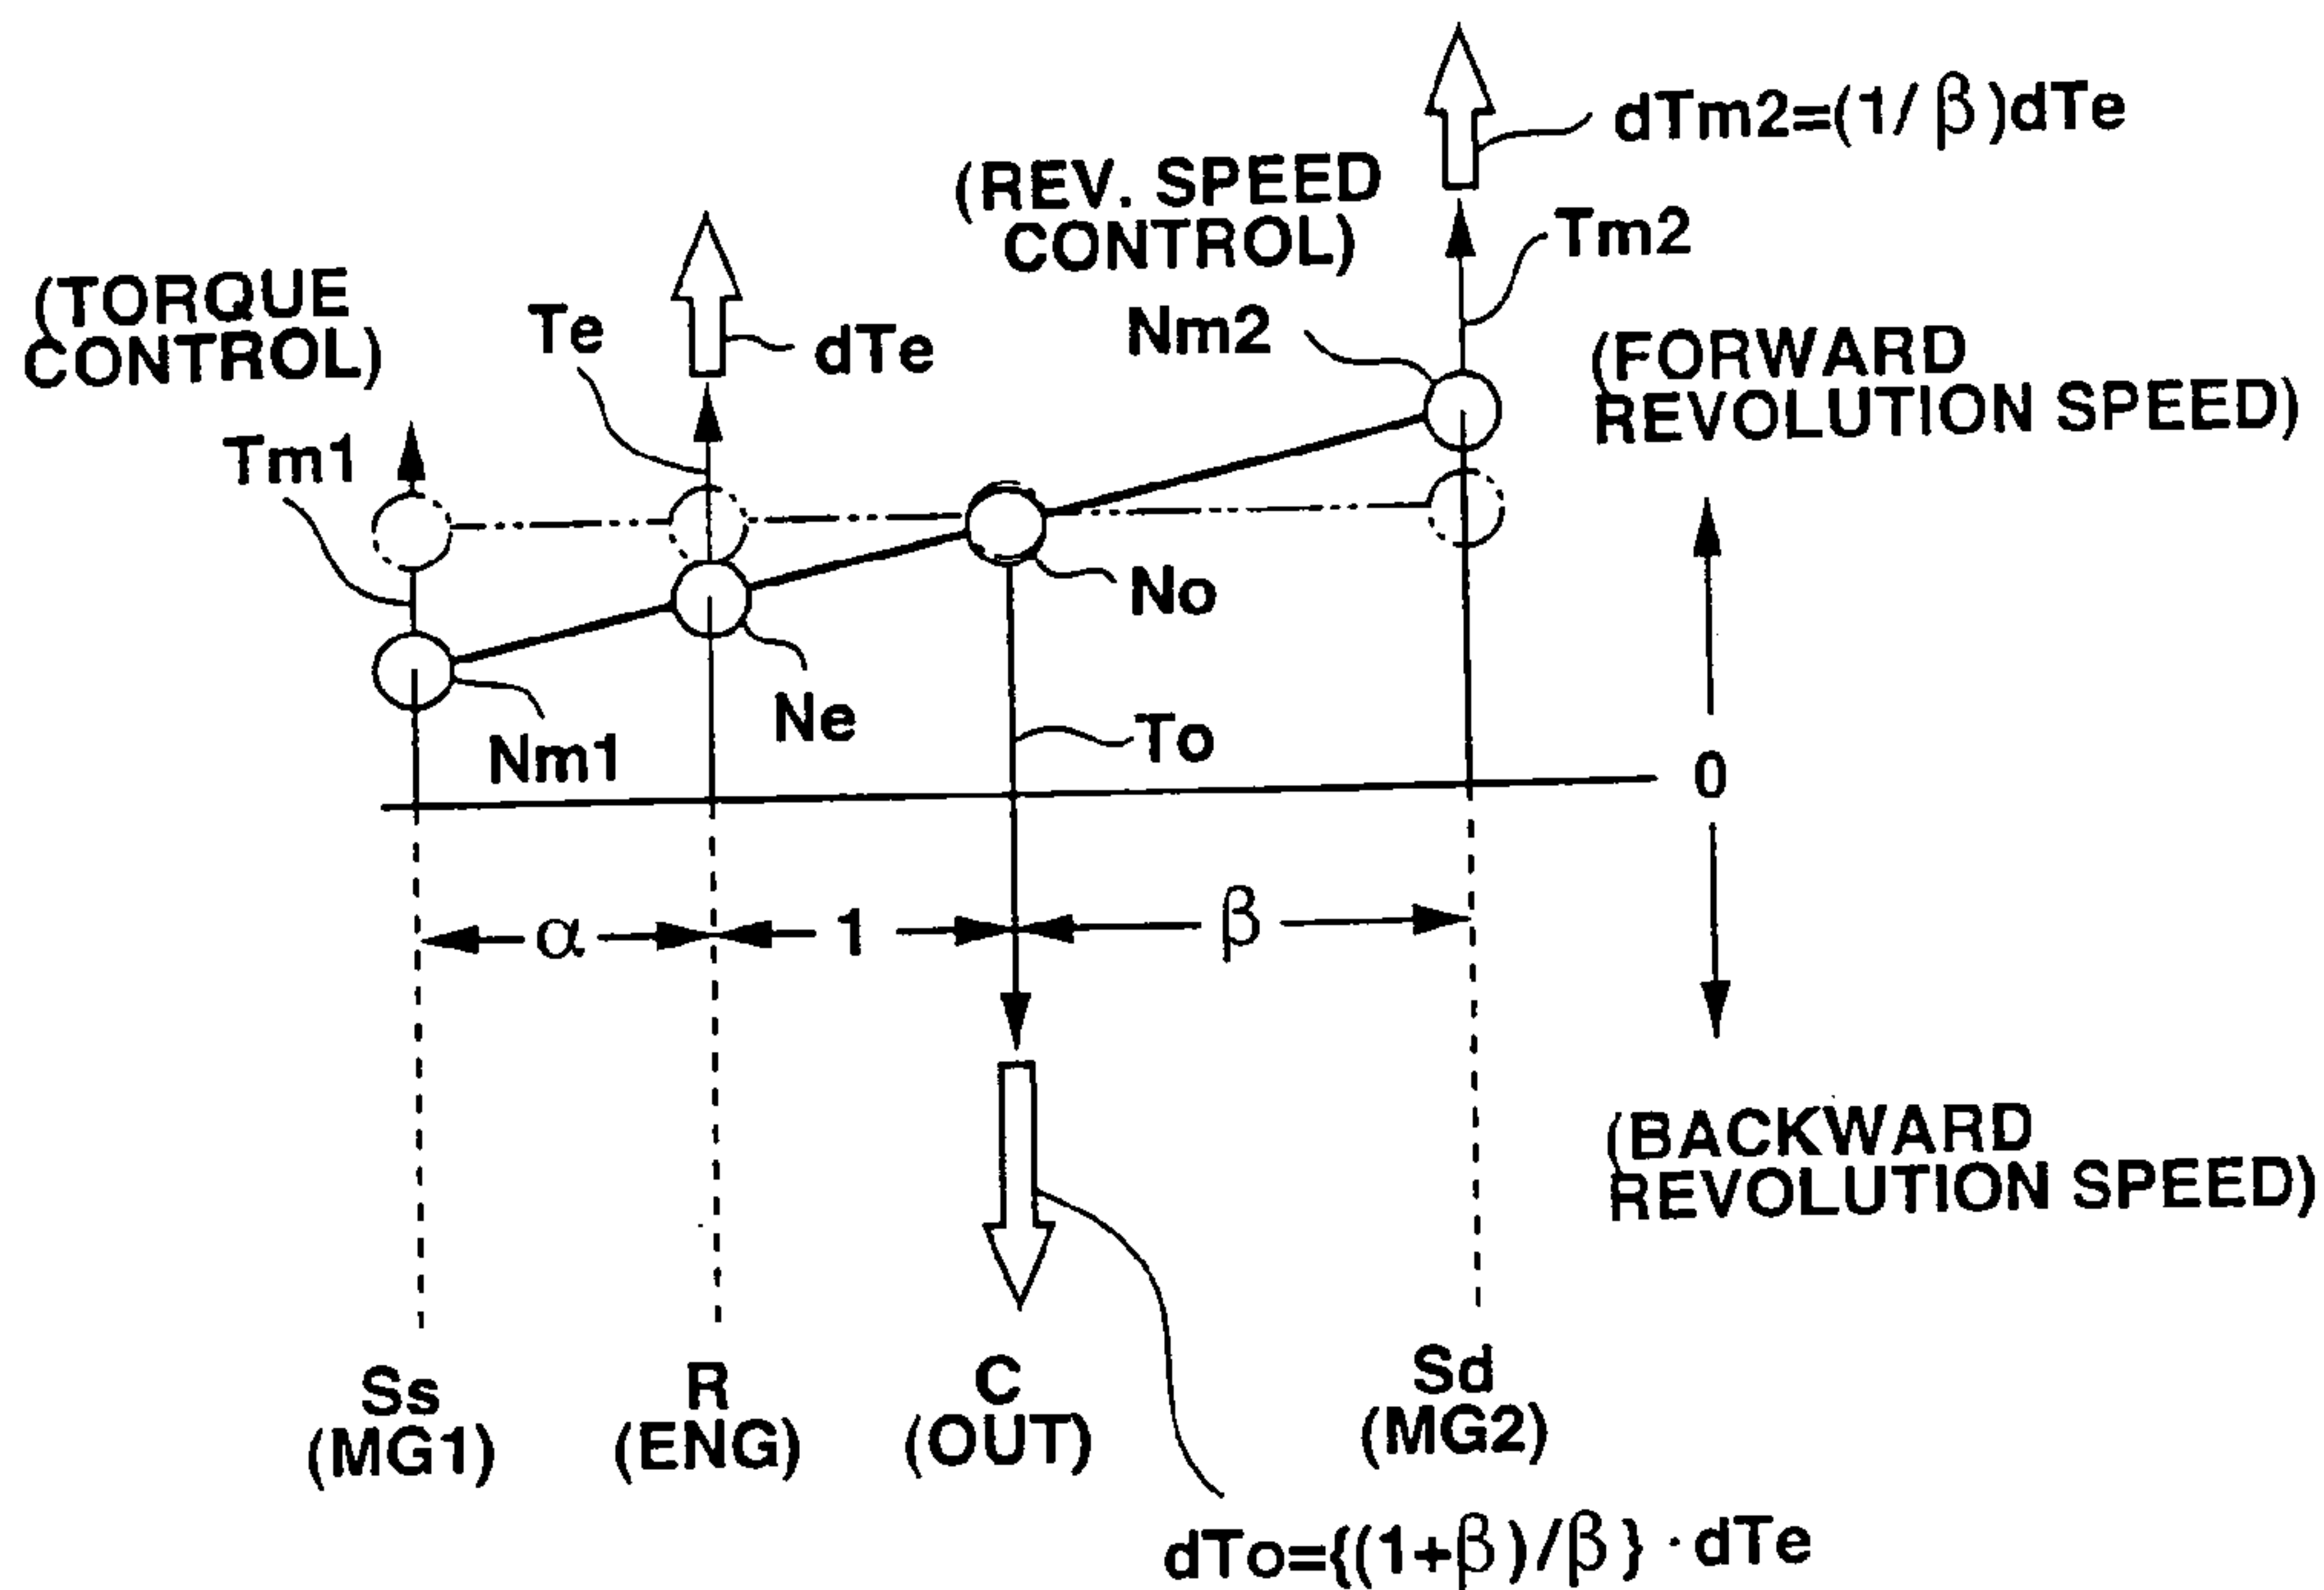 dTm2=(1/β)dTe
(REV. SPEED
CONTROL)
Tm2
(TORQUE
CONTROL)
Te
dTe
Nm2
(FORWARD
REVOLUTION SPEED)
Tm1
No
Ne
To
Nm1
0
α
1
β
(BACKWARD
REVOLUTION SPEED)
Ss
(MG1)
R
(ENG)
C
(OUT)
Sd
(MG2)
dTo={(1+β)/β}·dTe